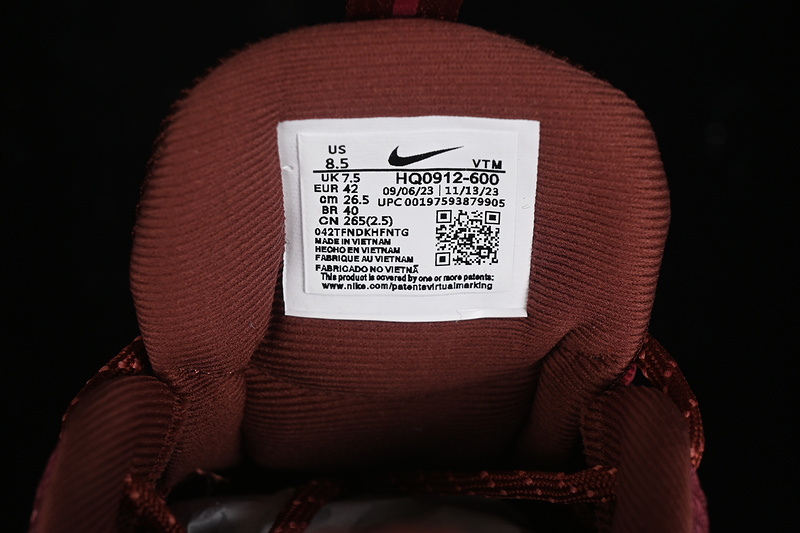 US
8.5
VTM
UK 7.5
HQ0912-600
EUR 42
09/06/23 | 11/13/23
cm 26.5
UPC 00197593879905
BR 40
CN 265(2.5)
042TFNDKHFNTG
MADE IN VIETNAM
HECHO EN VIETNAM
FABRIQUE AU VIETNAM
FABRICADO NO VIETNÃ
This product is covered by one or more patents:
www.nike.com/patentsvirtualmarking